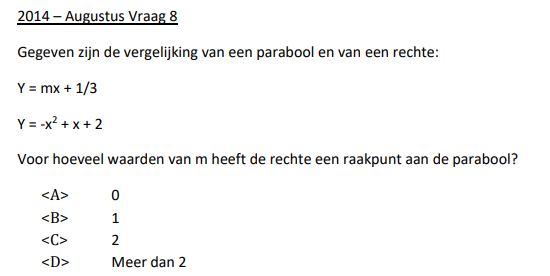 2014 – Augustus Vraag 8
Gegeven zijn de vergelijking van een parabool en van een rechte:
Y = mx + 1/3
Y = -x² + x + 2
Voor hoeveel waarden van m heeft de rechte een raakpunt aan de parabool?
<A> 0
<B> 1
<C> 2
<D> Meer dan 2